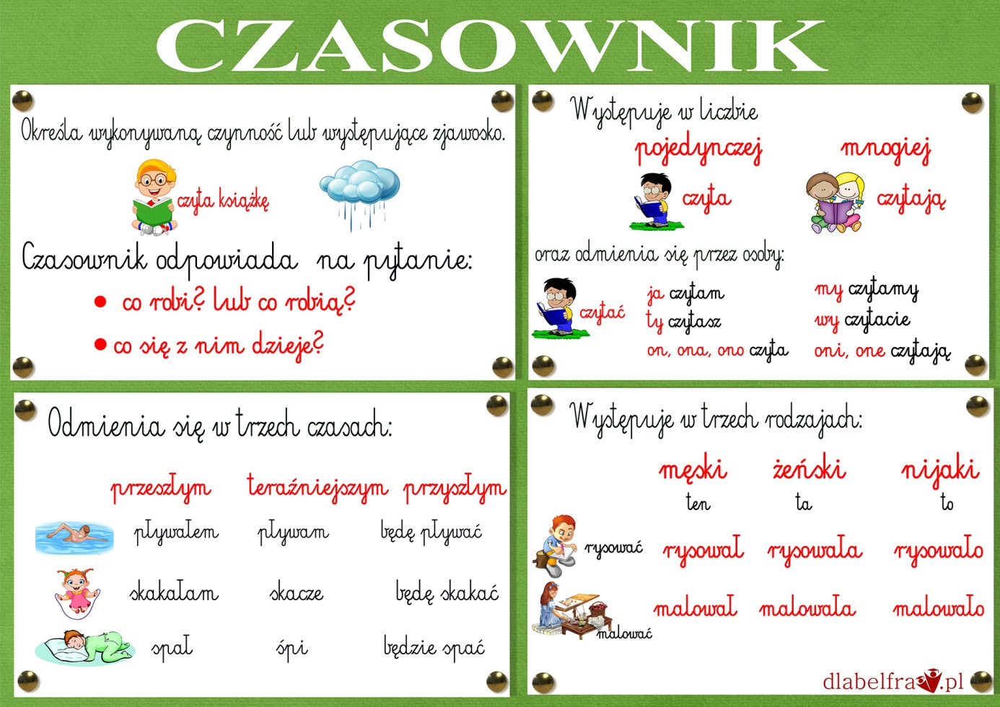 CZASOWNIK
Określa wykonywaną czynność lub występujące zjawosko.
czyta książkę
Czasownik odpowiada na pytanie:
• co robi? lub co robią?
• co się z nim dzieje?
Występuje w liczbie
pojedynczej mnogiej
czyta czytają
oraz odmienia się przez osoby:
czytać
ja czytam my czytamy
ty czytasz wy czytacie
on, ona, ono czyta oni, one czytają
Odmienia się w trzech czasach:
przeszłym teraźniejszym przyszłym
pływałem pływam będę pływać
skakałam skacze będę skakać
spał śpi będzie spać
Występuje w trzech rodzajach:
męski żeński nijaki
ten ta to
rysować rysował rysowała rysowało
malował malowała malowało
malować
dlabelfra.pl